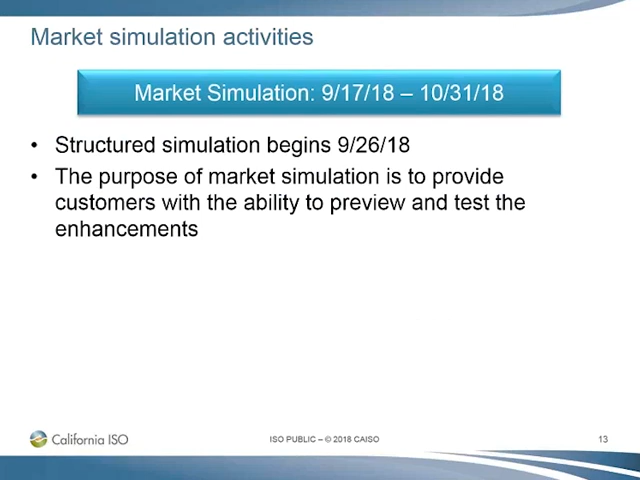 Market simulation activities
Market Simulation: 9/17/18 – 10/31/18
• Structured simulation begins 9/26/18
• The purpose of market simulation is to provide
customers with the ability to preview and test the
enhancements
California ISO
ISO PUBLIC – © 2018 CAISO
13